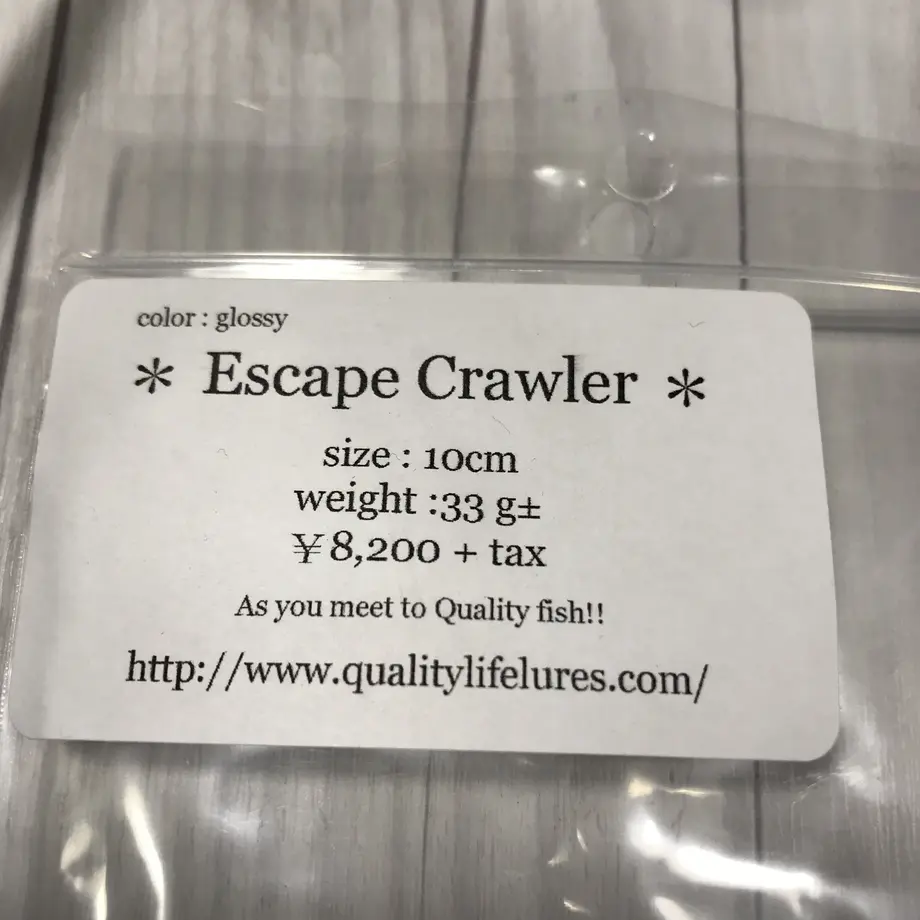 color : glossy
* Escape Crawler *
size : 10cm
weight :33 g±
￥8,200 + tax
As you meet to Quality fish!!
http://www.qualitylifelures.com/